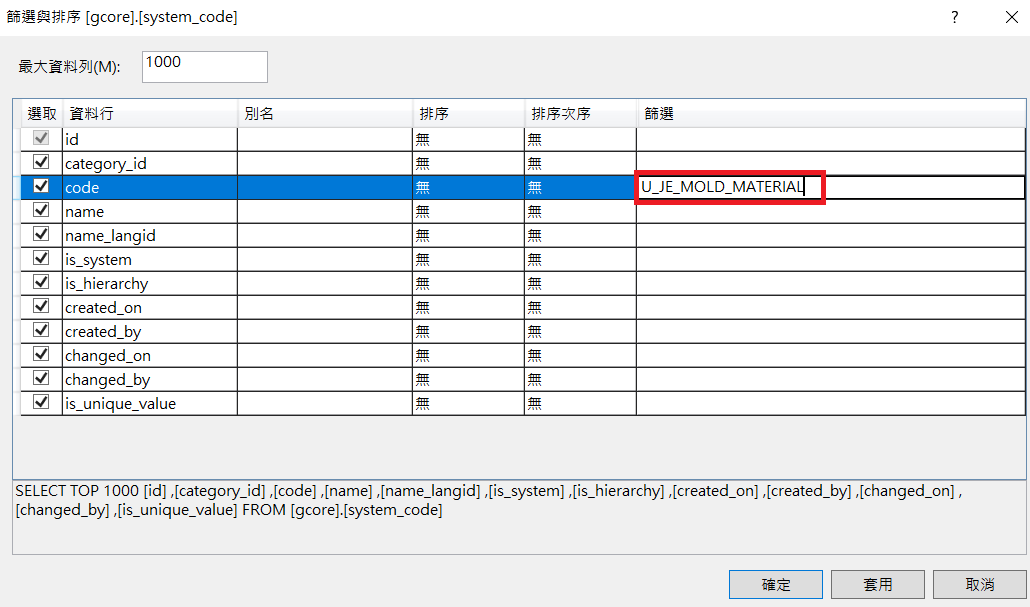 篩選與排序 [gcore].[system_code]
最大資料列(M): 1000
選取 資料行 別名 排序 排序次序 篩選
id 無 無
category_id 無 無
code 無 無 U_JE_MOLD_MATERIAL
name 無 無
name_langid 無 無
is_system 無 無
is_hierarchy 無 無
created_on 無 無
created_by 無 無
changed_on 無 無
changed_by 無 無
is_unique_value 無 無
SELECT TOP 1000 [id] ,[category_id] ,[code] ,[name] ,[name_langid] ,[is_system] ,[is_hierarchy] ,[created_on] ,[created_by] ,[changed_on] ,
[changed_by] ,[is_unique_value] FROM [gcore].[system_code]
確定 套用 取消